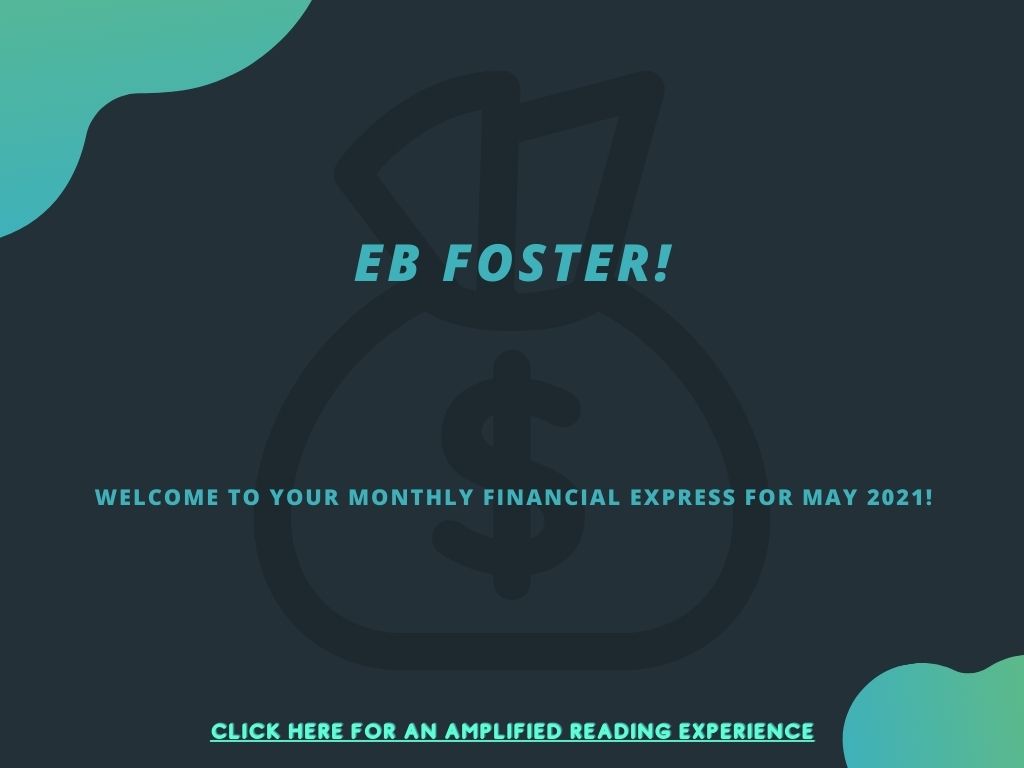 EB FOSTER!
WELCOME TO YOUR MONTHLY FINANCIAL EXPRESS FOR MAY 2021!
CLICK HERE FOR AN AMPLIFIED READING EXPERIENCE